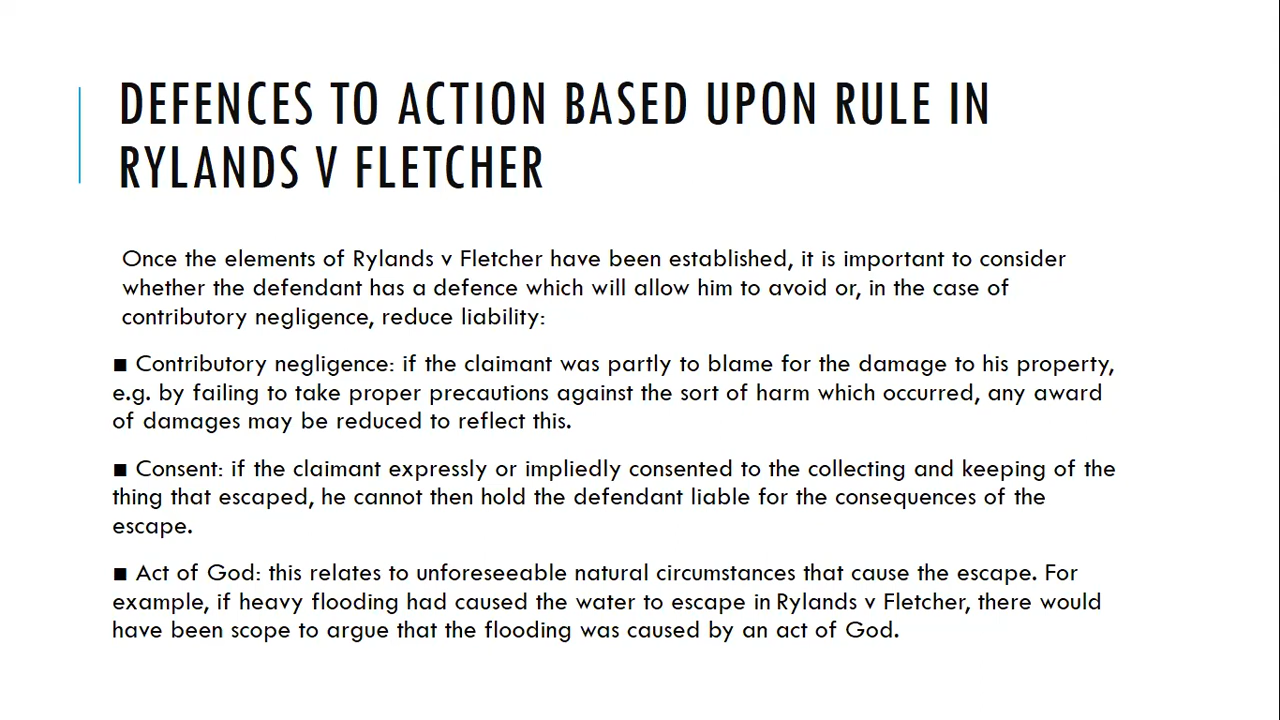 DEFENCES TO ACTION BASED UPON RULE IN
RYLANDS V FLETCHER
Once the elements of Rylands v Fletcher have been established, it is important to consider
whether the defendant has a defence which will allow him to avoid or, in the case of
contributory negligence, reduce liability:
■ Contributory negligence: if the claimant was partly to blame for the damage to his property,
e.g. by failing to take proper precautions against the sort of harm which occurred, any award
of damages may be reduced to reflect this.
■ Consent: if the claimant expressly or impliedly consented to the collecting and keeping of the
thing that escaped, he cannot then hold the defendant liable for the consequences of the
escape.
■ Act of God: this relates to unforeseeable natural circumstances that cause the escape. For
example, if heavy flooding had caused the water to escape in Rylands v Fletcher, there would
have been scope to argue that the flooding was caused by an act of God.